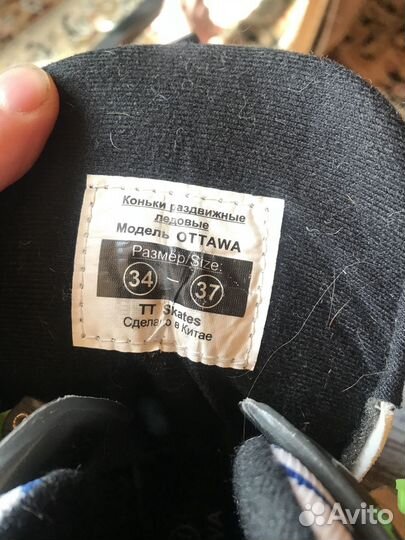 Коньки раздвижные
ледовые
Модель OTTAWA
Размер/Size:
34 - 37
TT Skates
Сделано в Китае
Avito